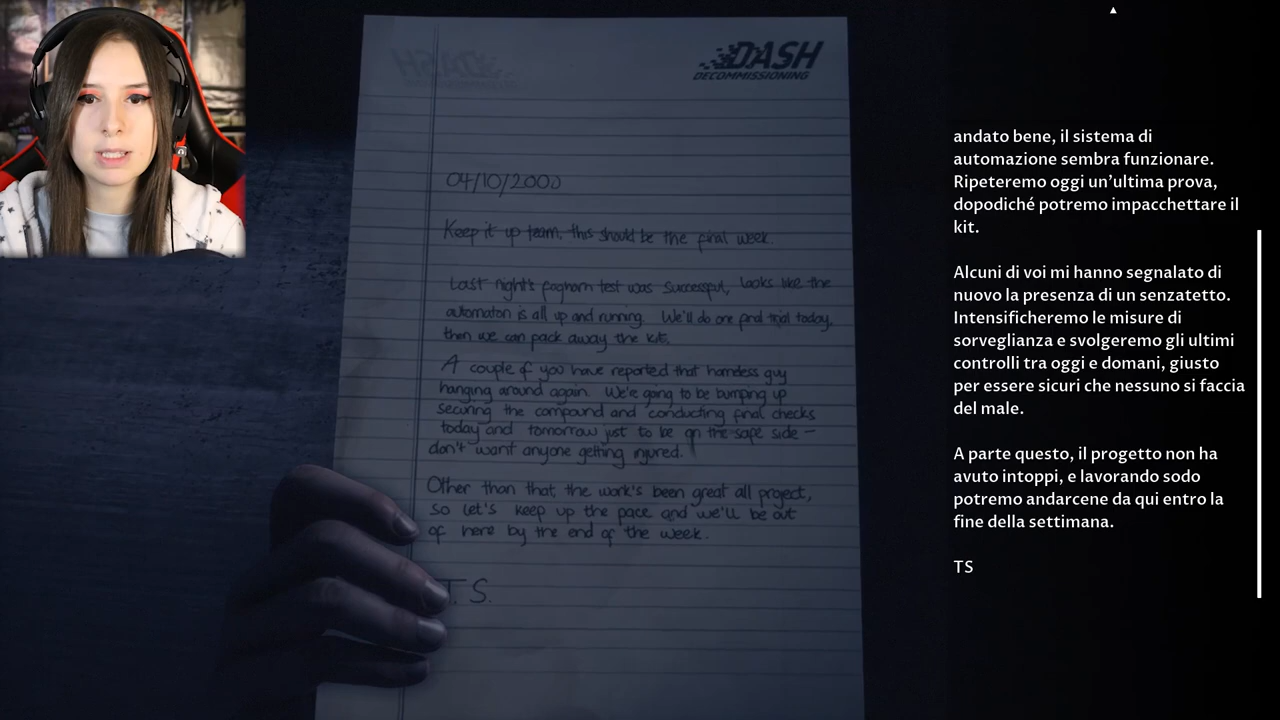 DASH
DECOMMISSIONING
04/10/2000
Keep it up team, this should be the final week.
Last night's foghorn test was successful, looks like the
automaton is all up and running. We'll do one final trial today,
then we can pack away the kit.
A couple of you have reported that homeless guy
hanging around again. We're going to be bumping up
securing the compound and conducting final checks
today and tomorrow just to be on the safe side -
don't want anyone getting injured.
Other than that, the work's been great all project,
so let's keep up the pace and we'll be out
of here by the end of the week.
T. S.
andato bene, il sistema di
automazione sembra funzionare.
Ripeteremo oggi un'ultima prova,
dopodiché potremo impacchettare il
kit.
Alcuni di voi mi hanno segnalato di
nuovo la presenza di un senzatetto.
Intensificheremo le misure di
sorveglianza e svolgeremo gli ultimi
controlli tra oggi e domani, giusto
per essere sicuri che nessuno si faccia
del male.
A parte questo, il progetto non ha
avuto intoppi, e lavorando sodo
potremo andarcene da qui entro la
fine della settimana.
TS